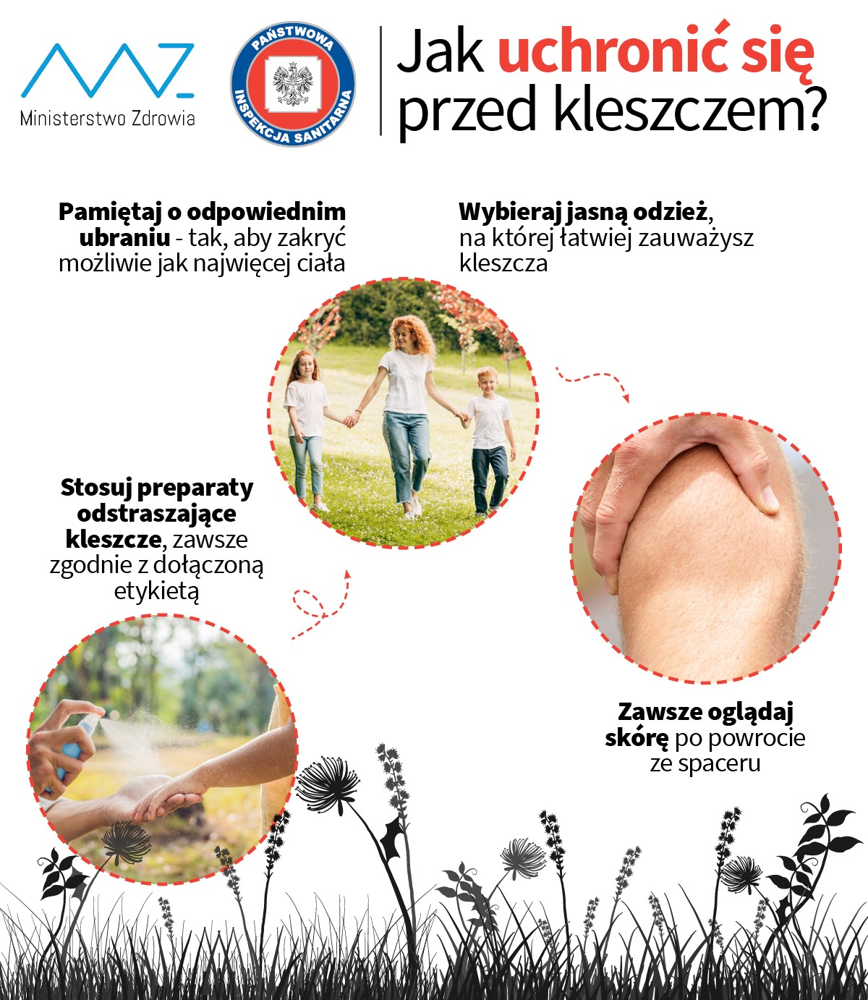 Ministerstwo Zdrowia
PAŃSTWOWA
INSPEKCJA SANITARNA
Jak uchronić się
przed kleszczem?
Pamiętaj o odpowiednim
ubraniu - tak, aby zakryć
możliwie jak najwięcej ciała
Wybieraj jasną odzież,
na której łatwiej zauważysz
kleszcza
Stosuj preparaty
odstraszające
kleszcze, zawsze
zgodnie z dołączoną
etykietą
Zawsze oglądaj
skórę po powrocie
ze spaceru